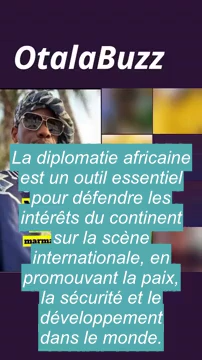 OtalaBuzz
La diplomatie africaine
est un outil essentiel
pour défendre les
intérêts du continent
sur la scène
internationale, en
promouvant la paix,
la sécurité et le
développement
dans le monde.